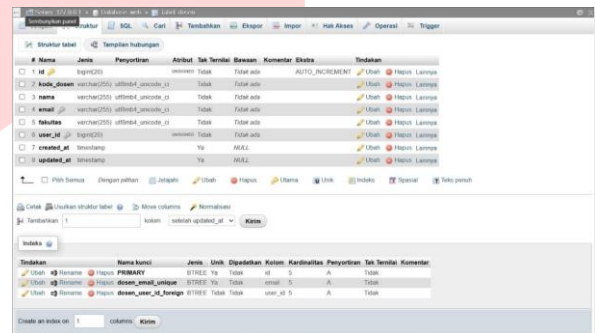 Server: 127.0.0.1 » Database: web » Tabel: dosen
Sembunyikan panel
Struktur SQL Cari Tambahkan Ekspor Impor Hak Akses Operasi Trigger
Struktur tabel Tampilan hubungan
# Nama Jenis Penyortiran Atribut Tak Ternilai Bawaan Komentar Ekstra Tindakan
1 id bigint(20) UNSIGNED Tidak Tidak ada AUTO_INCREMENT Ubah Hapus Lainnya
2 kode_dosen varchar(255) utf8mb4_unicode_ci Tidak Tidak ada Ubah Hapus Lainnya
3 nama varchar(255) utf8mb4_unicode_ci Tidak Tidak ada Ubah Hapus Lainnya
4 email varchar(255) utf8mb4_unicode_ci Tidak Tidak ada Ubah Hapus Lainnya
5 fakultas varchar(255) utf8mb4_unicode_ci Tidak Tidak ada Ubah Hapus Lainnya
6 user_id bigint(20) UNSIGNED Tidak Tidak ada Ubah Hapus Lainnya
7 created_at timestamp Ya NULL Ubah Hapus Lainnya
8 updated_at timestamp Ya NULL Ubah Hapus Lainnya
Pilih Semua Dengan pilihan: Jelajahi Ubah Hapus Utama Unik Indeks Spasial Teks penuh
Cetak Usulkan struktur tabel Move columns Normalisasi
Tambahkan 1 kolom setelah updated_at Kirim
Indeks
Tindakan Nama kunci Jenis Unik Dipadatkan Kolom Kardinalitas Penyortiran Tak Ternilai Komentar
Ubah Rename Hapus PRIMARY BTREE Ya Tidak id 5 A Tidak
Ubah Rename Hapus dosen_email_unique BTREE Ya Tidak email 5 A Tidak
Ubah Rename Hapus dosen_user_id_foreign BTREE Tidak Tidak user_id 5 A Tidak
Create an index on 1 columns Kirim